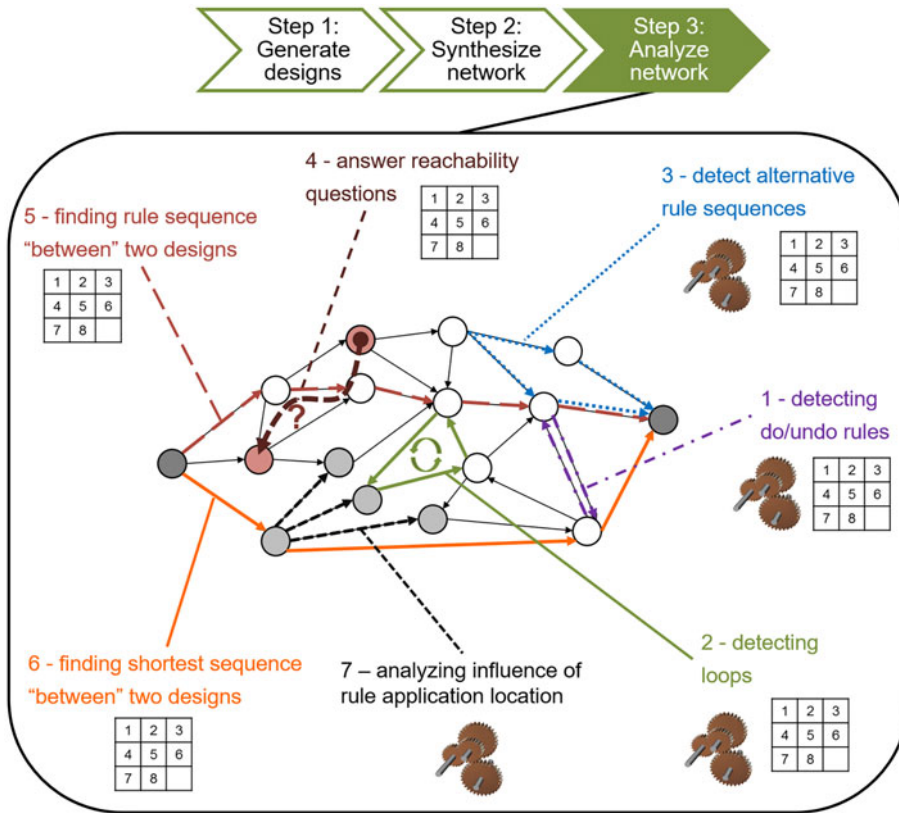 Step 1:
Generate
designs
Step 2:
Synthesize
network
Step 3:
Analyze
network
4 - answer reachability
questions
1 2 3
4 5 6
7 8
3 - detect alternative
rule sequences
1 2 3
4 5 6
7 8
5 - finding rule sequence
“between” two designs
1 2 3
4 5 6
7 8
?
1 - detecting
do/undo rules
1 2 3
4 5 6
7 8
6 - finding shortest sequence
“between” two designs
1 2 3
4 5 6
7 8
7 – analyzing influence of
rule application location
2 - detecting
loops
1 2 3
4 5 6
7 8